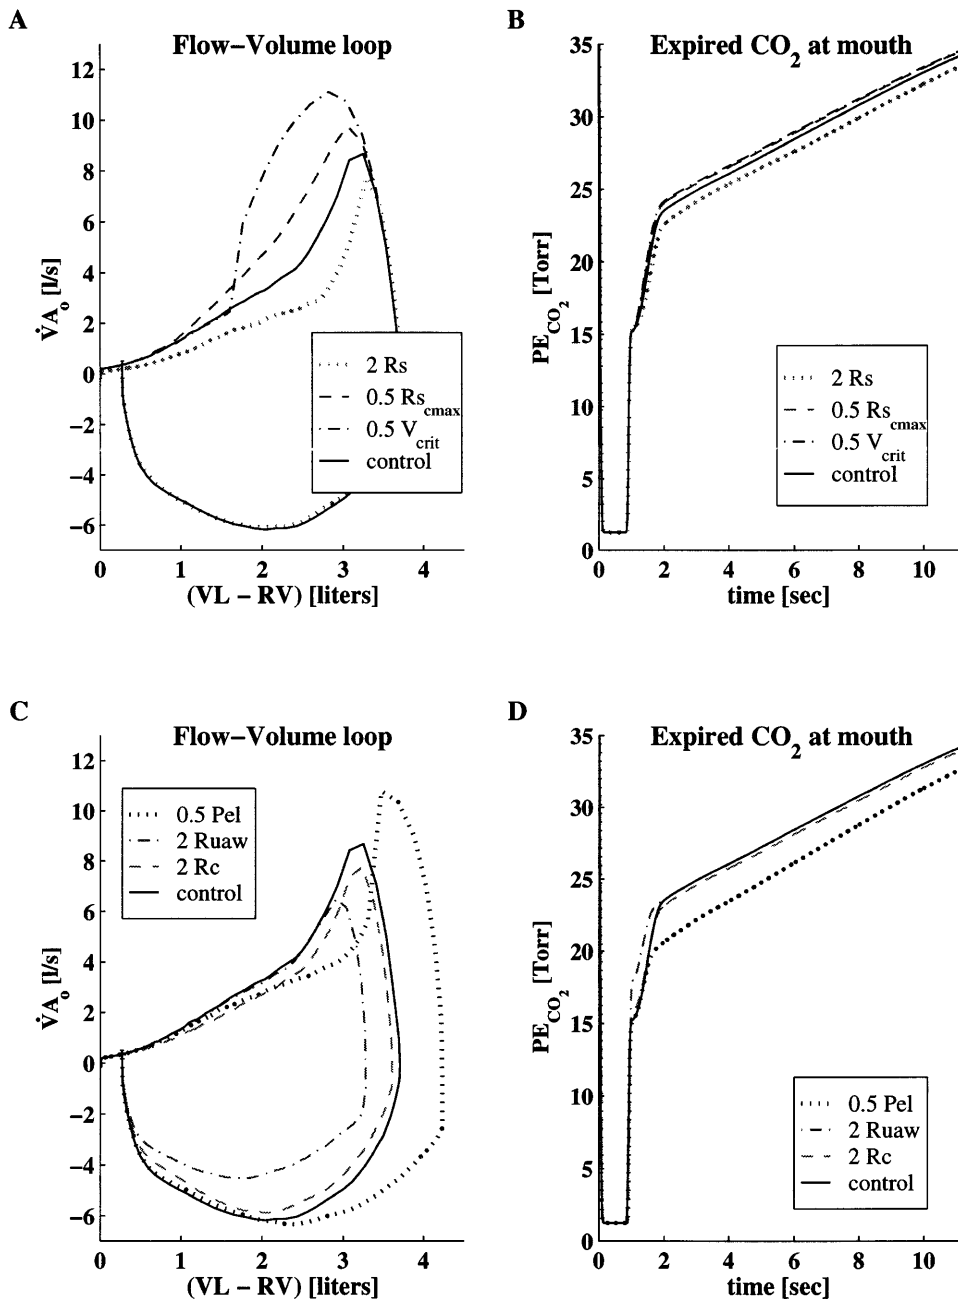 A
Flow–Volume loop
12
10
8
6
4
2
0
−2
−4
−6
V̇A_o [l/s]
2 Rs
0.5 Rs_cmax
0.5 V_crit
control
0 1 2 3 4
(VL − RV) [liters]
B
Expired CO_2 at mouth
35
30
25
20
15
10
5
0
PE_CO_2 [Torr]
2 Rs
0.5 Rs_cmax
0.5 V_crit
control
0 2 4 6 8 10
time [sec]
C
Flow–Volume loop
12
10
8
6
4
2
0
−2
−4
−6
V̇A_o [l/s]
0.5 Pel
2 Ruaw
2 Rc
control
0 1 2 3 4
(VL − RV) [liters]
D
Expired CO_2 at mouth
35
30
25
20
15
10
5
0
PE_CO_2 [Torr]
0.5 Pel
2 Ruaw
2 Rc
control
0 2 4 6 8 10
time [sec]